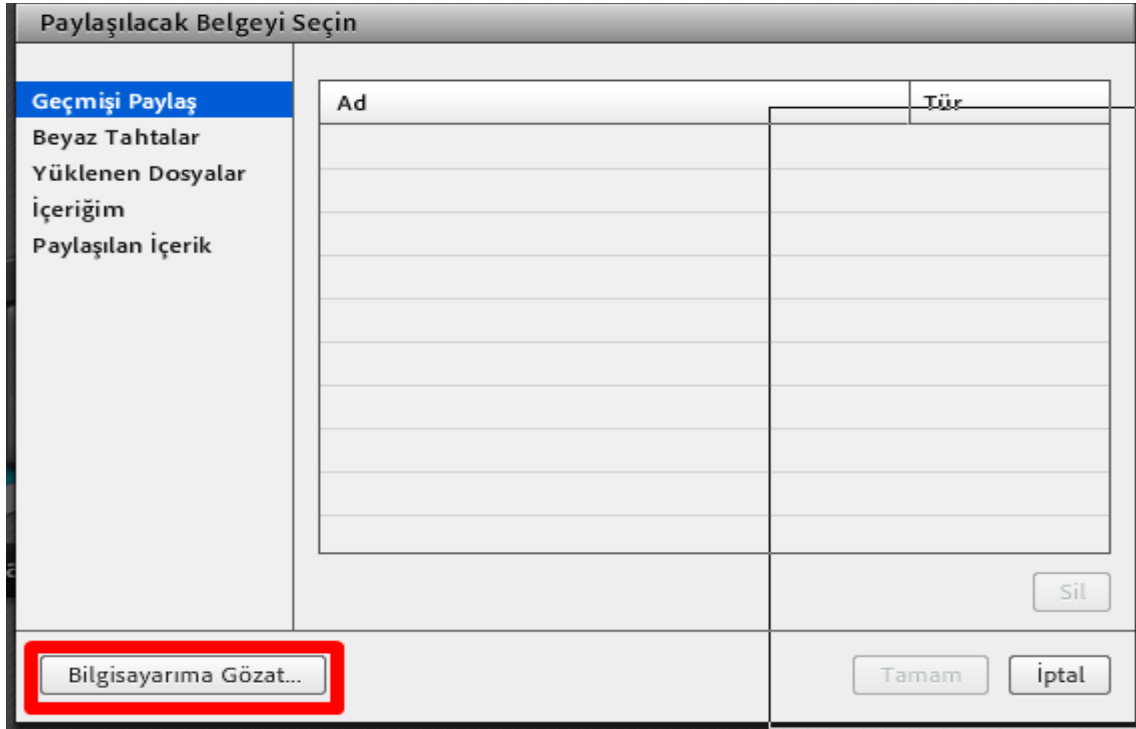 Paylaşılacak Belgeyi Seçin
Geçmişi Paylaş
Beyaz Tahtalar
Yüklenen Dosyalar
İçeriğim
Paylaşılan İçerik
Ad Tür
Sil
Bilgisayarıma Gözat... Tamam İptal